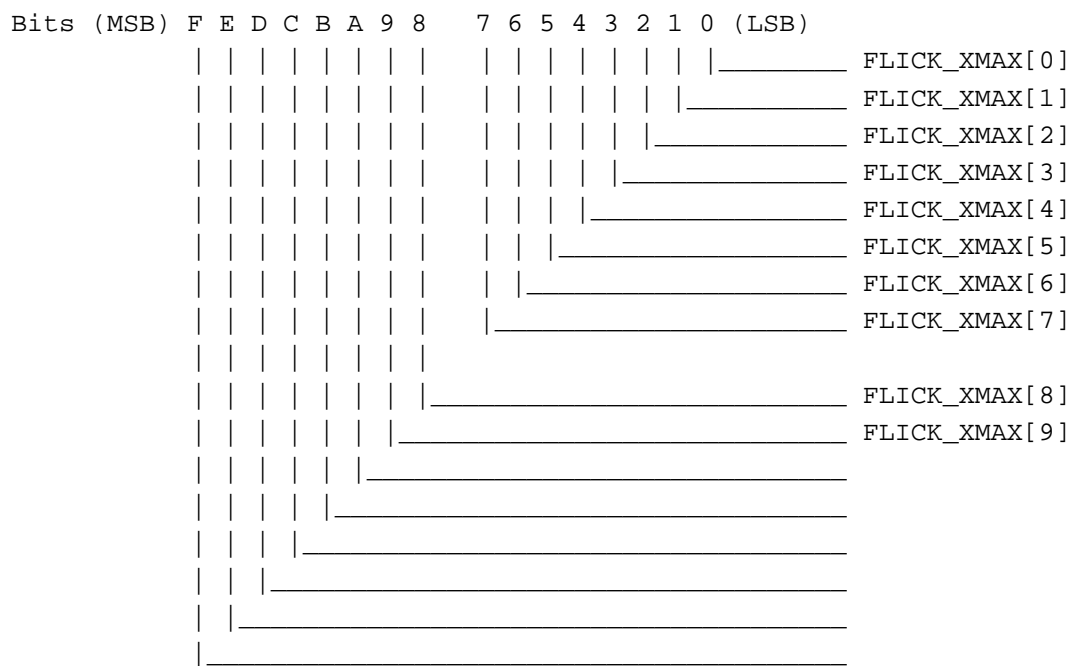 Bits (MSB) F E D C B A 9 8 7 6 5 4 3 2 1 0 (LSB)
FLICK_XMAX[0]
FLICK_XMAX[1]
FLICK_XMAX[2]
FLICK_XMAX[3]
FLICK_XMAX[4]
FLICK_XMAX[5]
FLICK_XMAX[6]
FLICK_XMAX[7]
FLICK_XMAX[8]
FLICK_XMAX[9]